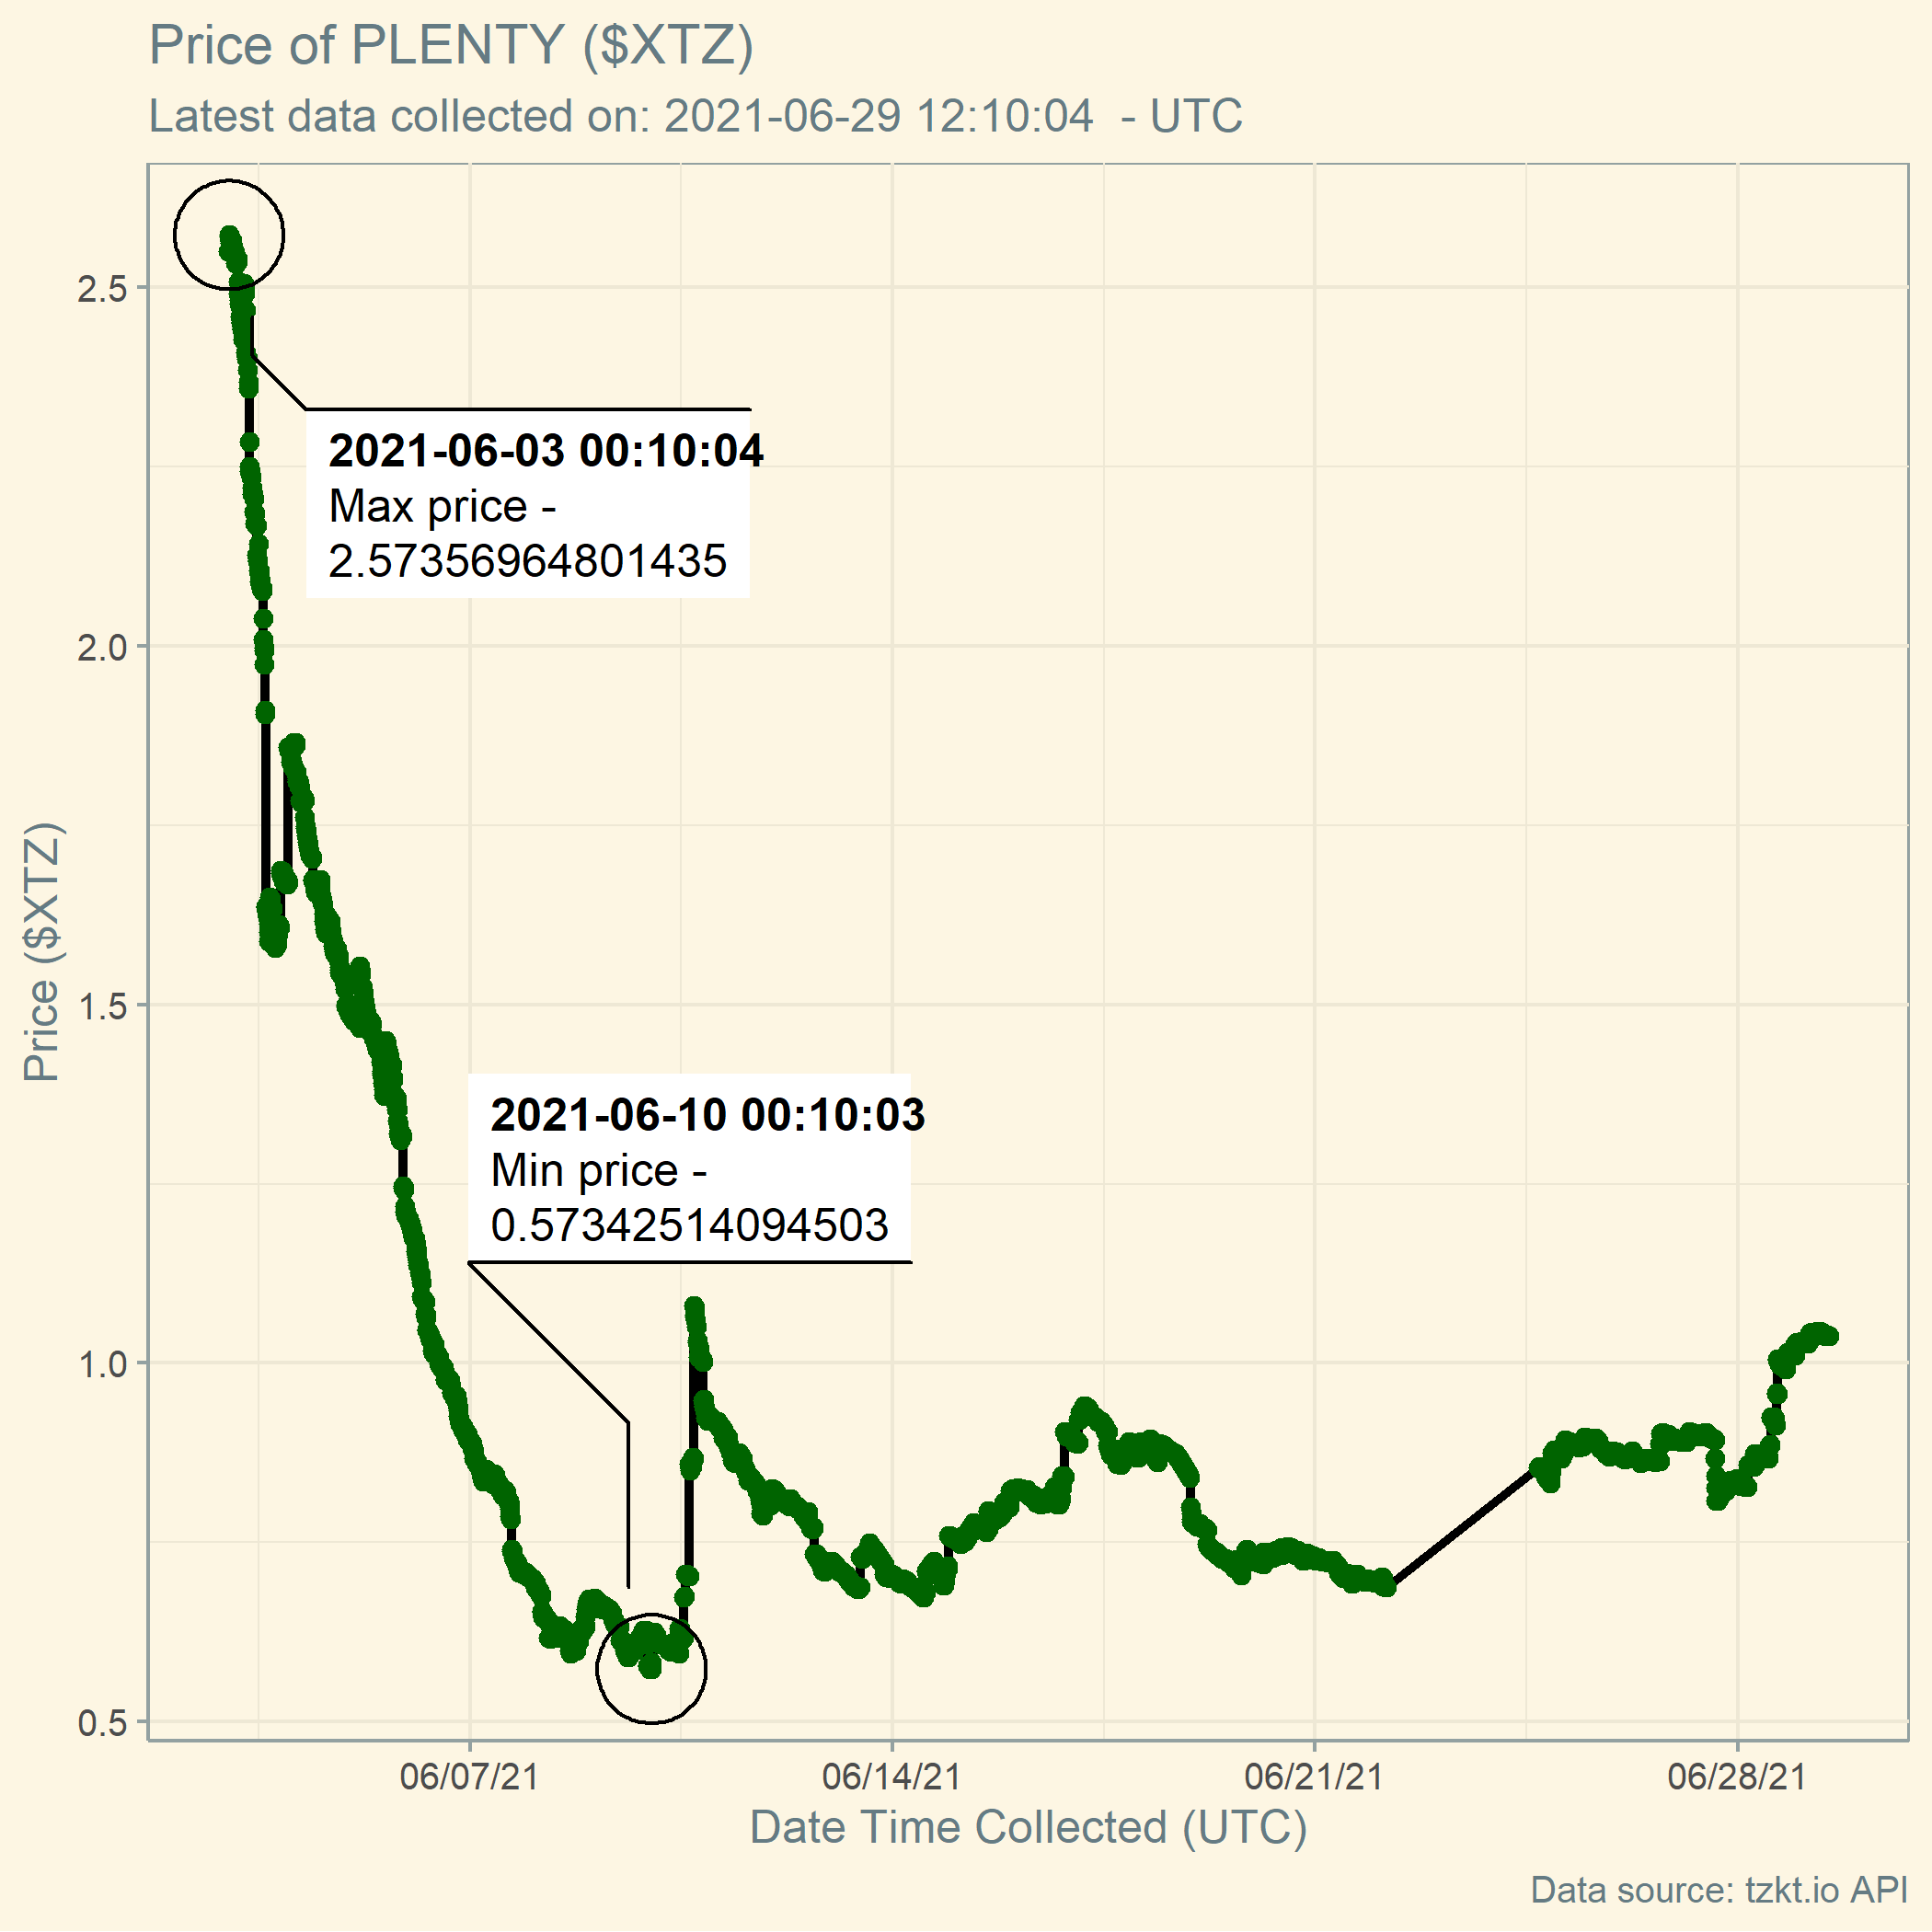 Price of PLENTY ($XTZ)
Latest data collected on: 2021-06-29 12:10:04  - UTC
2.5
2.0
1.5
1.0
0.5
Price ($XTZ)
2021-06-03 00:10:04
Max price -
2.57356964801435
2021-06-10 00:10:03
Min price -
0.57342514094503
06/07/21
06/14/21
06/21/21
06/28/21
Date Time Collected (UTC)
Data source: tzkt.io API